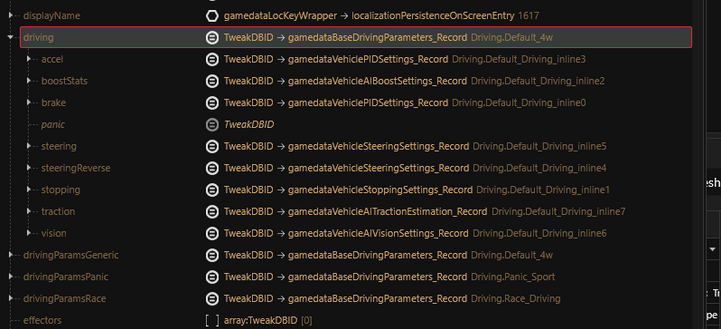 displayName gamedataLocKeyWrapper → localizationPersistenceOnScreenEntry 1617
driving TweakDBID → gamedataBaseDrivingParameters_Record Driving.Default_4w
accel TweakDBID → gamedataVehiclePIDSettings_Record Driving.Default_Driving_inline3
boostStats TweakDBID → gamedataVehicleAIBoostSettings_Record Driving.Default_Driving_inline2
brake TweakDBID → gamedataVehiclePIDSettings_Record Driving.Default_Driving_inline0
panic TweakDBID
steering TweakDBID → gamedataVehicleSteeringSettings_Record Driving.Default_Driving_inline5
steeringReverse TweakDBID → gamedataVehicleSteeringSettings_Record Driving.Default_Driving_inline4
esh
stopping TweakDBID → gamedataVehicleStoppingSettings_Record Driving.Default_Driving_inline1
traction TweakDBID → gamedataVehicleAITractionEstimation_Record Driving.Default_Driving_inline7
vision TweakDBID → gamedataVehicleAIVisionSettings_Record Driving.Default_Driving_inline6
drivingParamsGeneric TweakDBID → gamedataBaseDrivingParameters_Record Driving.Default_4w
drivingParamsPanic TweakDBID → gamedataBaseDrivingParameters_Record Driving.Panic_Sport
drivingParamsRace TweakDBID → gamedataBaseDrivingParameters_Record Driving.Race_Driving
effectors [ ] array:TweakDBID [0]
pe